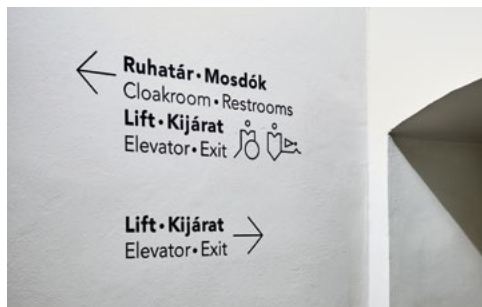 Ruhatár•Mosdók
Cloakroom•Restrooms
Lift•Kijárat
Elevator•Exit
Lift•Kijárat
Elevator•Exit